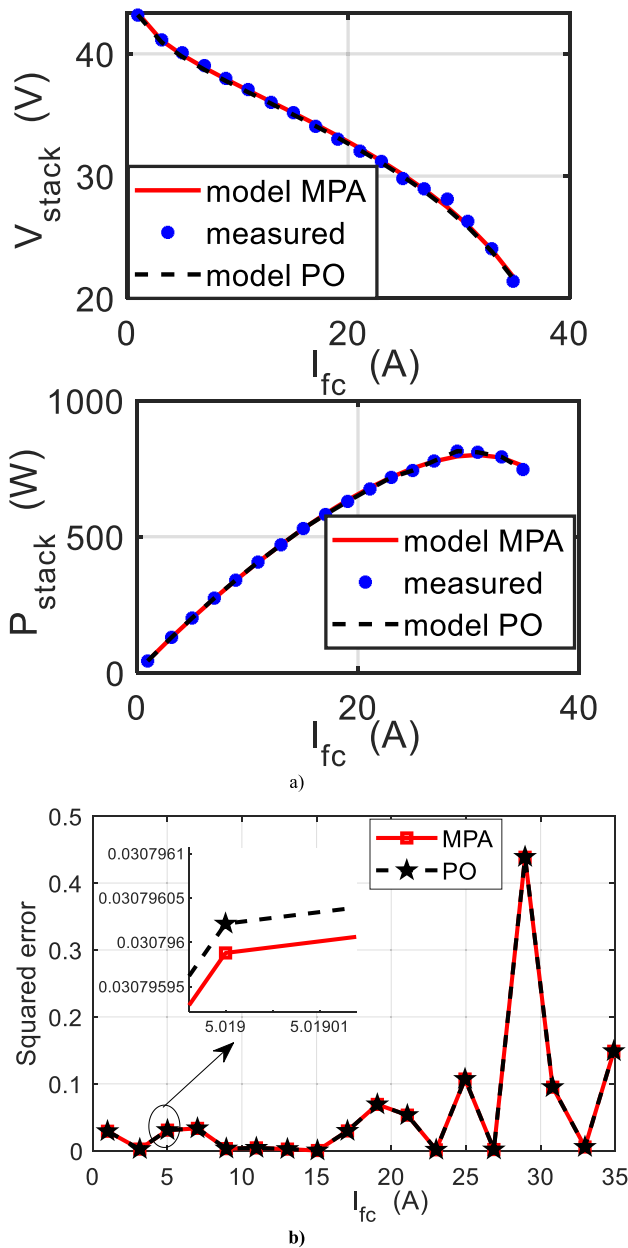 40
30
20
V_stack (V)
model MPA
measured
model PO
0
20
40
I_fc (A)
1000
500
0
P_stack (W)
model MPA
measured
model PO
0
20
40
I_fc (A)
a)
0.5
0.4
0.3
0.2
0.1
0
Squared error
MPA
PO
0.0307961
0.03079605
0.030796
0.03079595
5.019
5.01901
0
5
10
15
20
25
30
35
I_fc (A)
b)